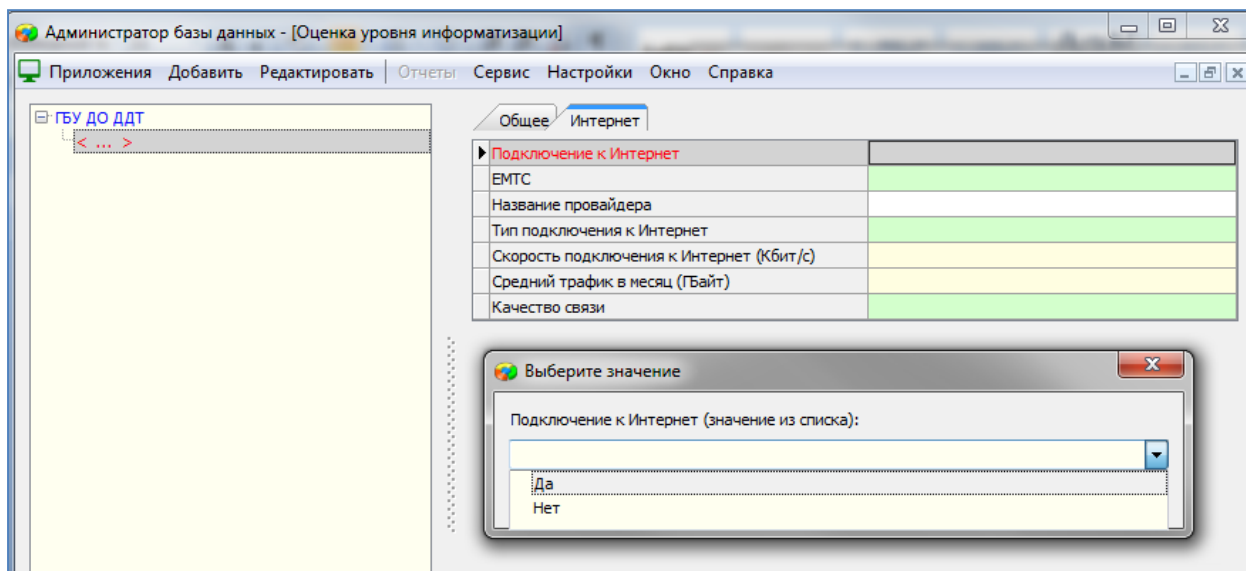 Администратор базы данных - [Оценка уровня информатизации]
Приложения Добавить Редактировать Отчеты Сервис Настройки Окно Справка
ГБУ ДО ДДТ
< ... >
Общее Интернет
Подключение к Интернет
ЕМТС
Название провайдера
Тип подключения к Интернет
Скорость подключения к Интернет (Кбит/с)
Средний трафик в месяц (ГБайт)
Качество связи
Выберите значение
Подключение к Интернет (значение из списка):
Да
Нет